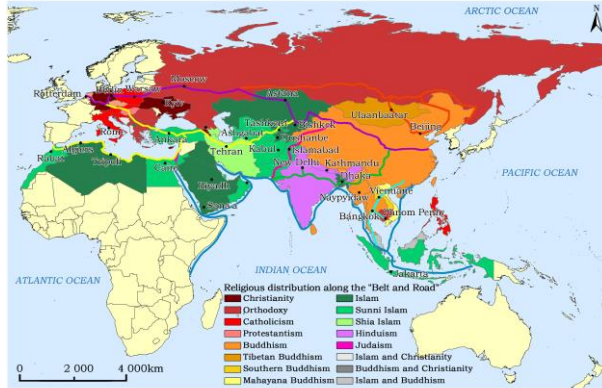 ARCTIC OCEAN
N
Moscow
Rotterdam
Warsaw
Kyiv
Astana
Rome
Tashkent
Bishkek
Ulaanbaatar
Ankara
Ashgabat
Dushanbe
Beijing
Algiers
Rabat
Tripoli
Tehran
Kabul
Islamabad
Cairo
New Delhi
Kathmandu
PACIFIC OCEAN
Riyadh
Dhaka
Sana'a
Naypyidaw
Vientiane
Bangkok
Phnom Penh
ATLANTIC OCEAN
INDIAN OCEAN
Jakarta
Religious distribution along the "Belt and Road"
Christianity
Orthodoxy
Catholicism
Protestantism
Buddhism
Tibetan Buddhism
Southern Buddhism
Mahayana Buddhism
Islam
Sunni Islam
Shia Islam
Hinduism
Judaism
Islam and Christianity
Buddhism and Christianity
Islam and Buddhism
0 2 000 4 000km